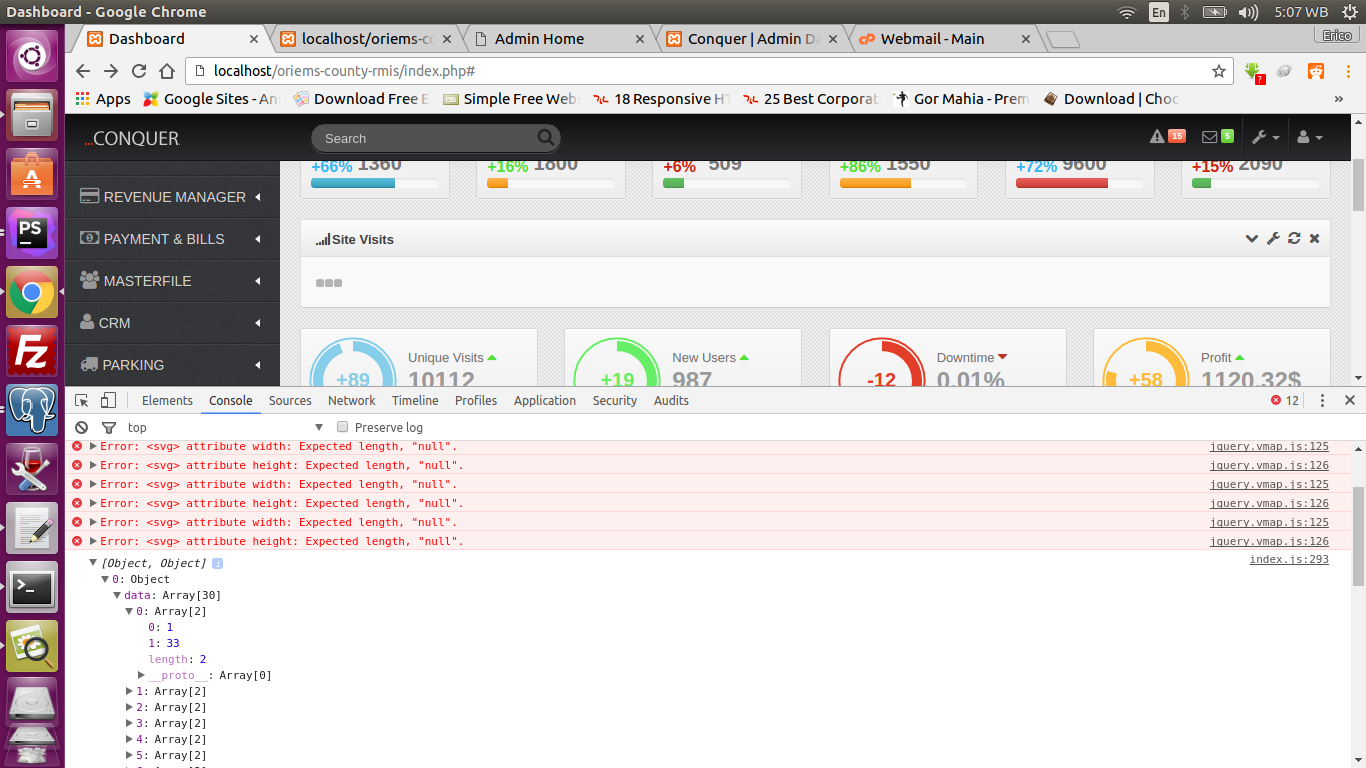 Dashboard - Google Chrome
En
5:07 WB
Dashboard
localhost/oriems-co
Admin Home
Conquer | Admin Da
Webmail - Main
Erico
localhost/oriems-county-rmis/index.php#
?
Apps
Google Sites - An
Download Free E
Simple Free Webs
18 Responsive HT
25 Best Corporat
Gor Mahia - Prem
Download | Choc
»
...CONQUER
Search
15
5
+66% 1360
+16% 1800
+6% 509
+86% 1550
+72% 9600
+15% 2090
REVENUE MANAGER
PAYMENT & BILLS
MASTERFILE
CRM
PARKING
Site Visits
+89
Unique Visits
10112
+19
New Users
987
-12
Downtime
0.01%
+58
Profit
1120.32$
Elements
Console
Sources
Network
Timeline
Profiles
Application
Security
Audits
12
top
Preserve log
Error: <svg> attribute width: Expected length, "null". jquery.vmap.js:125
Error: <svg> attribute height: Expected length, "null". jquery.vmap.js:126
Error: <svg> attribute width: Expected length, "null". jquery.vmap.js:125
Error: <svg> attribute height: Expected length, "null". jquery.vmap.js:126
Error: <svg> attribute width: Expected length, "null". jquery.vmap.js:125
Error: <svg> attribute height: Expected length, "null". jquery.vmap.js:126
[Object, Object] i index.js:293
0: Object
data: Array[30]
0: Array[2]
0: 1
1: 33
length: 2
__proto__: Array[0]
1: Array[2]
2: Array[2]
3: Array[2]
4: Array[2]
5: Array[2]
PS
Fz